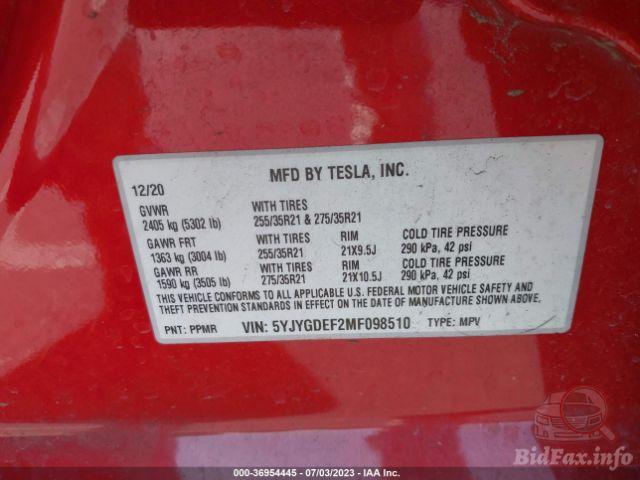 MFD BY TESLA, INC.
12/20
GVWR WITH TIRES
2405 kg (5302 lb) 255/35R21 & 275/35R21
GAWR FRT WITH TIRES RIM COLD TIRE PRESSURE
1363 kg (3004 lb) 255/35R21 21X9.5J 290 kPa, 42 psi
GAWR RR WITH TIRES RIM COLD TIRE PRESSURE
1590 kg (3505 lb) 275/35R21 21X10.5J 290 kPa, 42 psi
THIS VEHICLE CONFORMS TO ALL APPLICABLE U.S. FEDERAL MOTOR VEHICLE SAFETY AND
THEFT PREVENTION STANDARDS IN EFFECT ON THE DATE OF MANUFACTURE SHOWN ABOVE.
PNT: PPMR VIN: 5YJYGDEF2MF098510 TYPE: MPV
BidFax.info
000-36954445 - 07/03/2023 - IAA Inc.